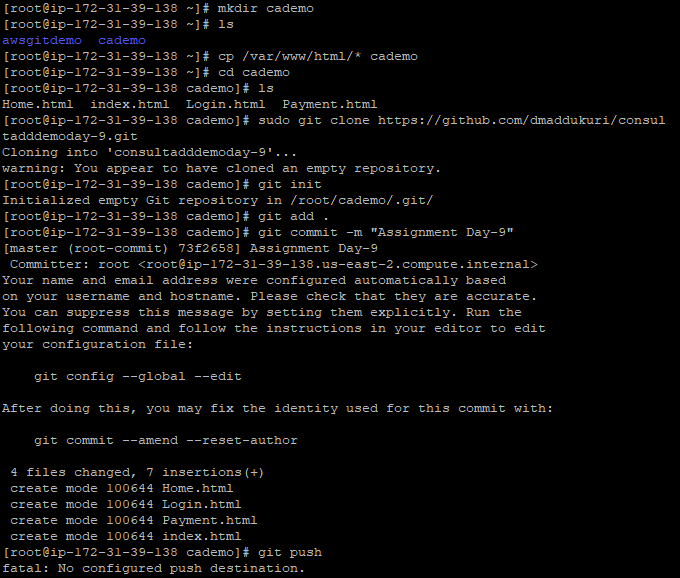 [root@ip-172-31-39-138 ~]# mkdir cademo
[root@ip-172-31-39-138 ~]# ls
awsgitdemo  cademo
[root@ip-172-31-39-138 ~]# cp /var/www/html/* cademo
[root@ip-172-31-39-138 ~]# cd cademo
[root@ip-172-31-39-138 cademo]# ls
Home.html  index.html  Login.html  Payment.html
[root@ip-172-31-39-138 cademo]# sudo git clone https://github.com/dmaddukuri/consul
tadddemoday-9.git
Cloning into 'consultadddemoday-9'...
warning: You appear to have cloned an empty repository.
[root@ip-172-31-39-138 cademo]# git init
Initialized empty Git repository in /root/cademo/.git/
[root@ip-172-31-39-138 cademo]# git add .
[root@ip-172-31-39-138 cademo]# git commit -m "Assignment Day-9"
[master (root-commit) 73f2658] Assignment Day-9
 Committer: root <root@ip-172-31-39-138.us-east-2.compute.internal>
Your name and email address were configured automatically based
on your username and hostname. Please check that they are accurate.
You can suppress this message by setting them explicitly. Run the
following command and follow the instructions in your editor to edit
your configuration file:

    git config --global --edit

After doing this, you may fix the identity used for this commit with:

    git commit --amend --reset-author

 4 files changed, 7 insertions(+)
 create mode 100644 Home.html
 create mode 100644 Login.html
 create mode 100644 Payment.html
 create mode 100644 index.html
[root@ip-172-31-39-138 cademo]# git push
fatal: No configured push destination.